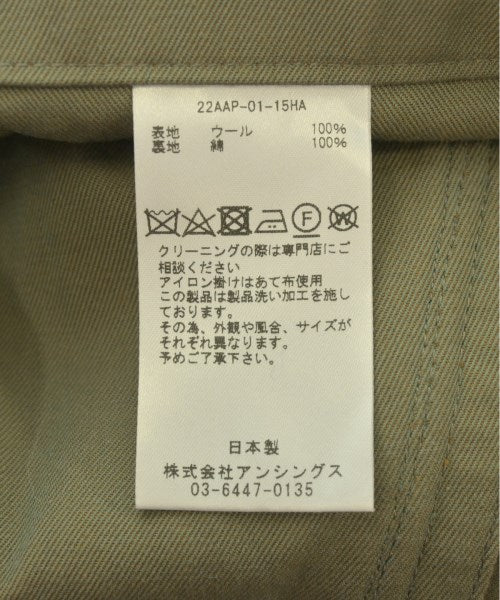 22AAP-01-15HA
表地 ウール 100%
裏地 綿 100%
F W
クリーニングの際は専門店にご
相談ください
アイロン掛けはあて布使用
この製品は製品洗い加工を施し
ております。
その為、外観や風合、サイズが
それぞれ異なります。
予めご了承下さい。
日本製
株式会社アンシングス
03-6447-0135